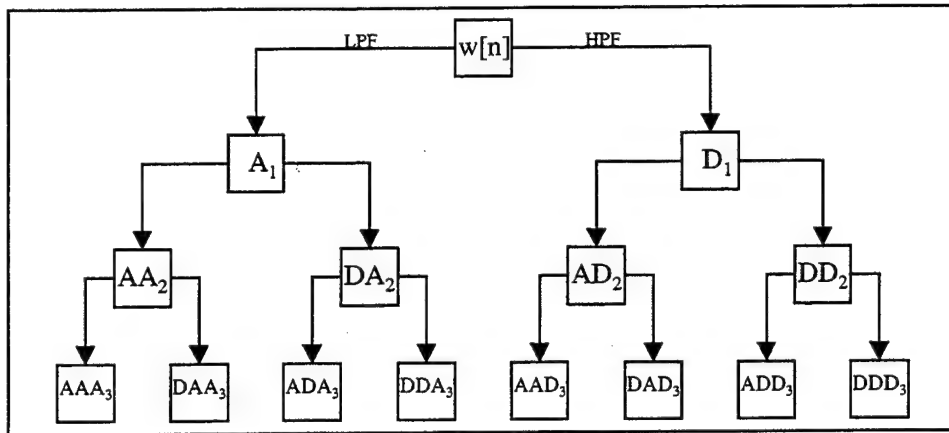 LPF w[n] HPF
A₁ D₁
AA₂ DA₂ AD₂ DD₂
AAA₃ DAA₃ ADA₃ DDA₃ AAD₃ DAD₃ ADD₃ DDD₃